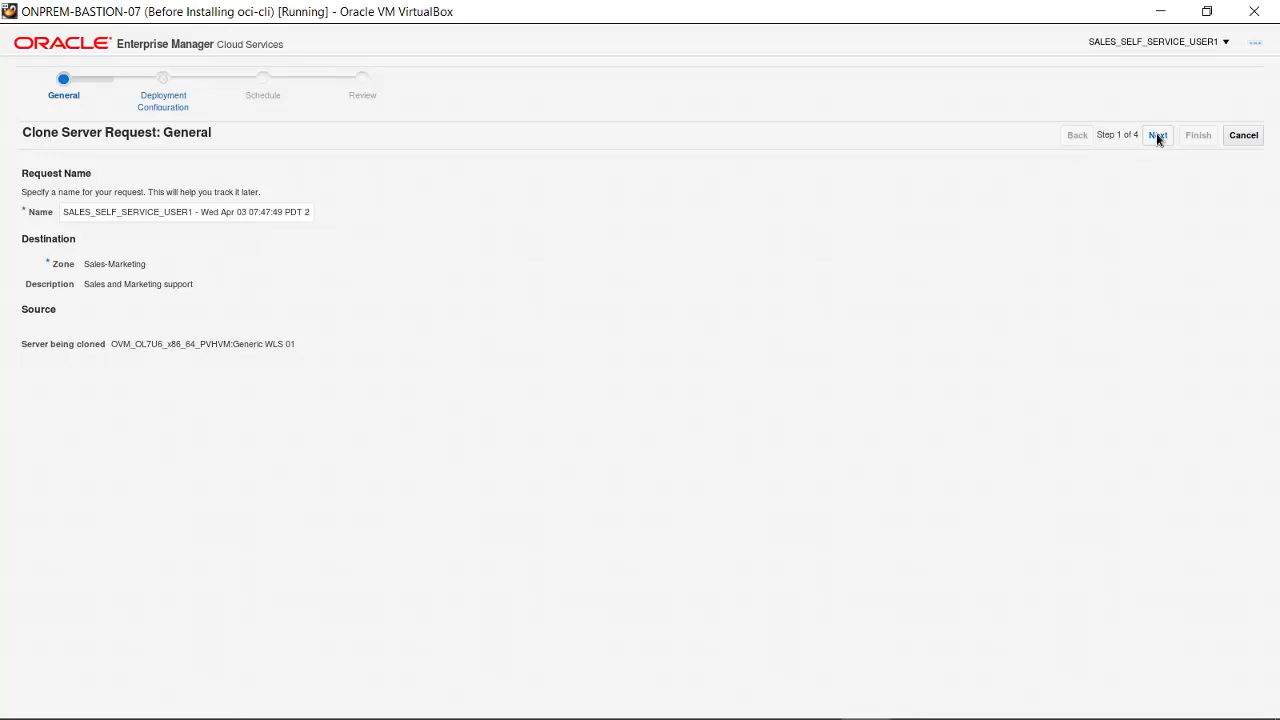 ONPREM-BASTION-07 (Before Installing oci-cli) [Running] - Oracle VM VirtualBox
ORACLE Enterprise Manager Cloud Services
SALES_SELF_SERVICE_USER1
General
Deployment
Configuration
Schedule
Review
Clone Server Request: General
Back Step 1 of 4 Next Finish Cancel
Request Name
Specify a name for your request. This will help you track it later.
* Name SALES_SELF_SERVICE_USER1 - Wed Apr 03 07:47:49 PDT 2
Destination
* Zone Sales-Marketing
Description Sales and Marketing support
Source
Server being cloned OVM_OL7U6_x86_64_PVHVM:Generic WLS 01